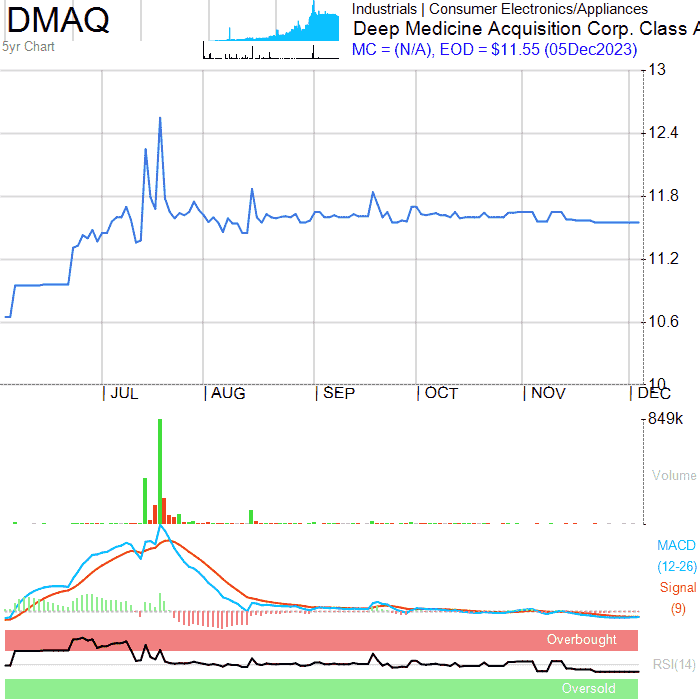 DMAQ
5yr Chart
Industrials | Consumer Electronics/Appliances
Deep Medicine Acquisition Corp. Class A
MC = (N/A), EOD = $11.55 (05Dec2023)
13
12.4
11.8
11.2
10.6
10
JUL
AUG
SEP
OCT
NOV
DEC
849k
Volume
MACD
(12-26)
Signal
(9)
Overbought
RSI(14)
Oversold